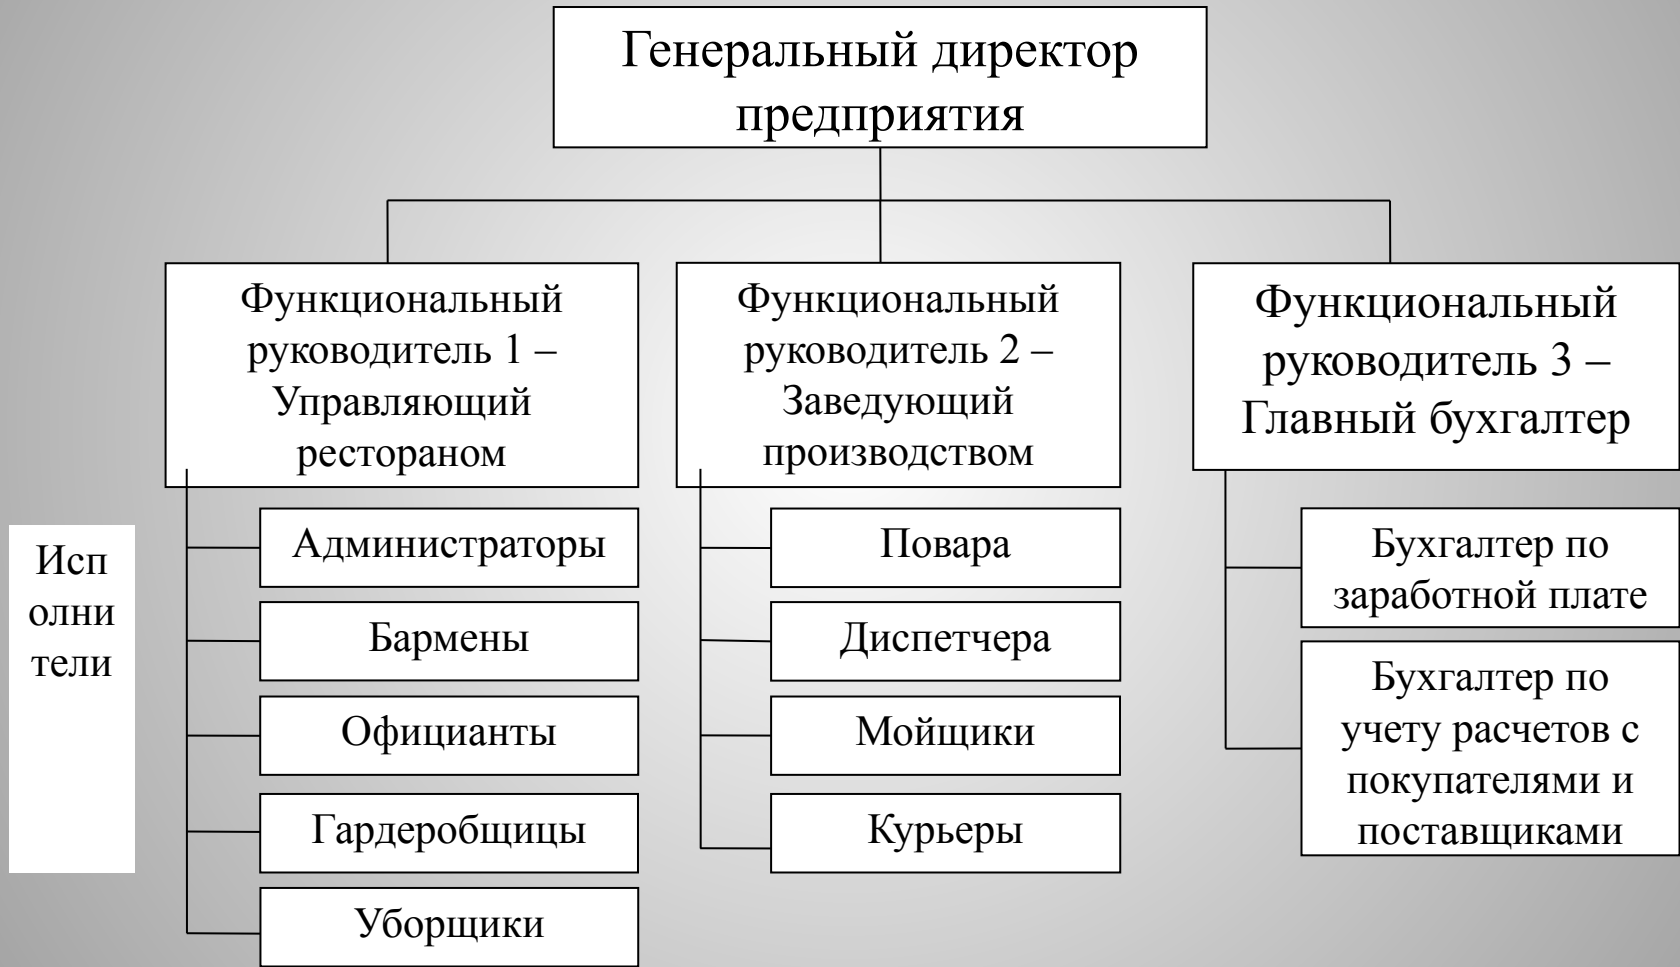 Генеральный директор
предприятия
Функциональный
руководитель 1 –
Управляющий
рестораном
Функциональный
руководитель 2 –
Заведующий
производством
Функциональный
руководитель 3 –
Главный бухгалтер
Исп
олни
тели
Администраторы
Бармены
Официанты
Гардеробщицы
Уборщики
Повара
Диспетчера
Мойщики
Курьеры
Бухгалтер по
заработной плате
Бухгалтер по
учету расчетов с
покупателями и
поставщиками